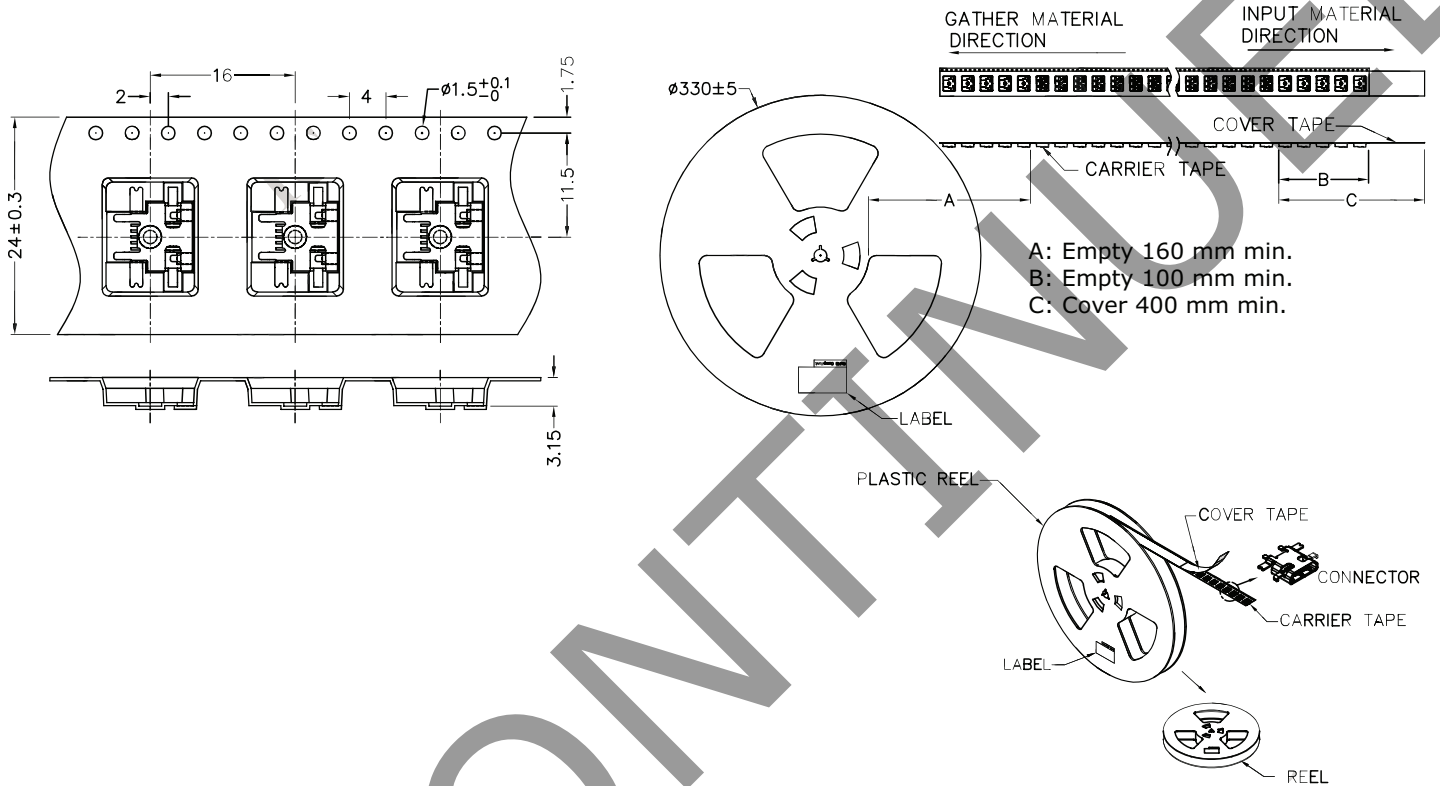 16
2
4
ø1.5+0.1 -0
1.75
11.5
24±0.3
3.15
ø330±5
LABEL
GATHER MATERIAL
DIRECTION
INPUT MATERIAL
DIRECTION
COVER TAPE
CARRIER TAPE
A
B
C
A: Empty 160 mm min.
B: Empty 100 mm min.
C: Cover 400 mm min.
PLASTIC REEL
COVER TAPE
CONNECTOR
CARRIER TAPE
LABEL
REEL
ONTINUE